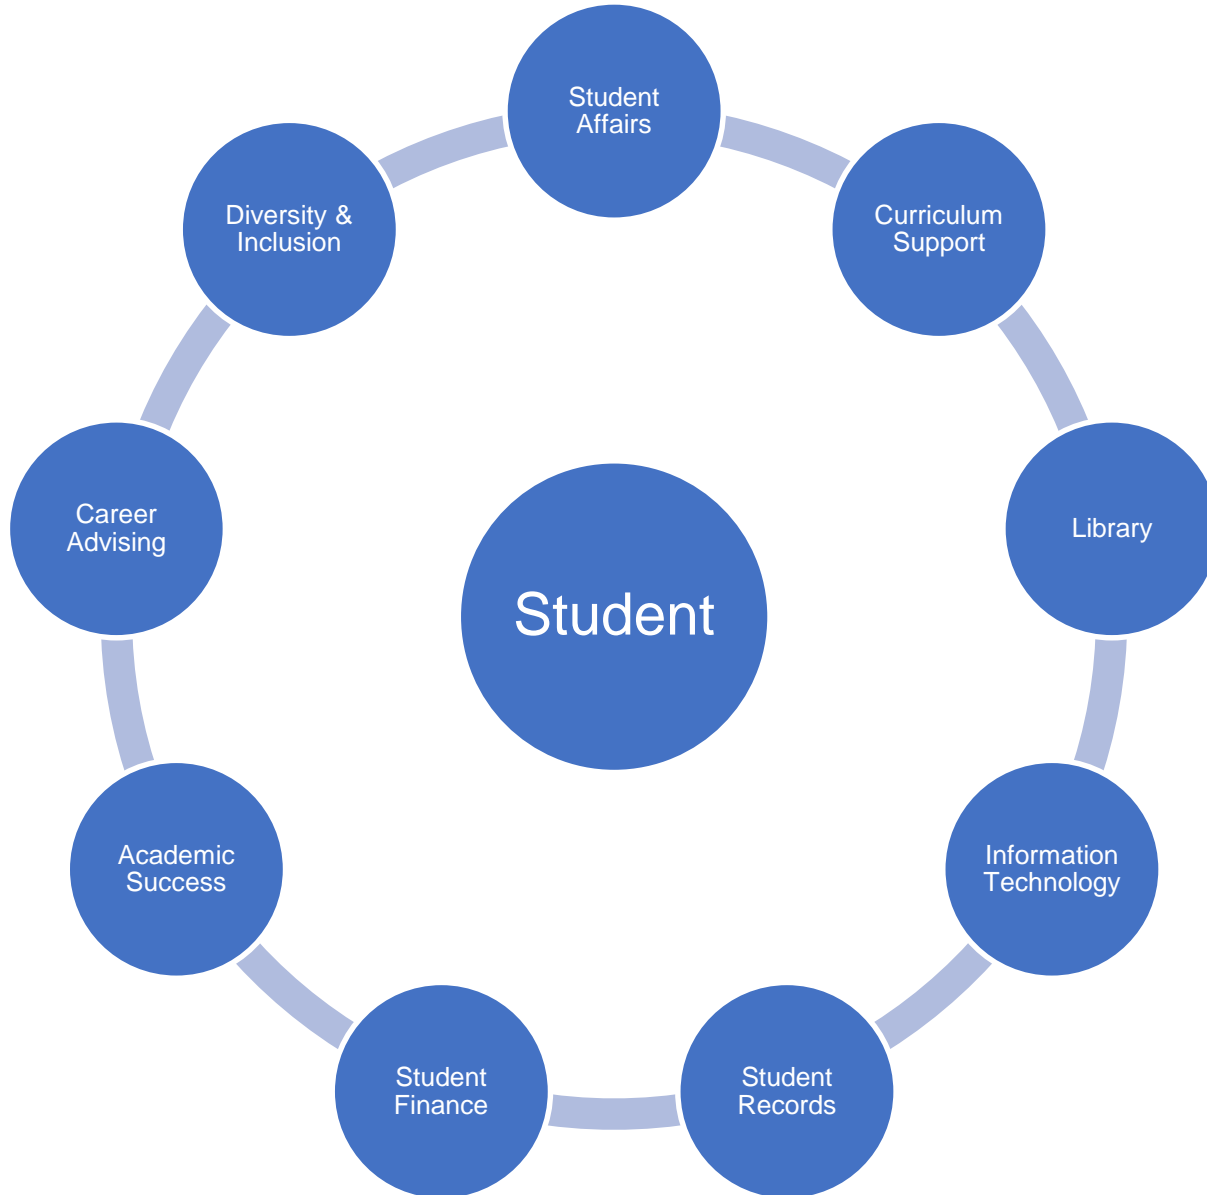 Student
Affairs
Curriculum
Support
Library
Information
Technology
Student
Records
Student
Finance
Academic
Success
Career
Advising
Diversity &
Inclusion
Student